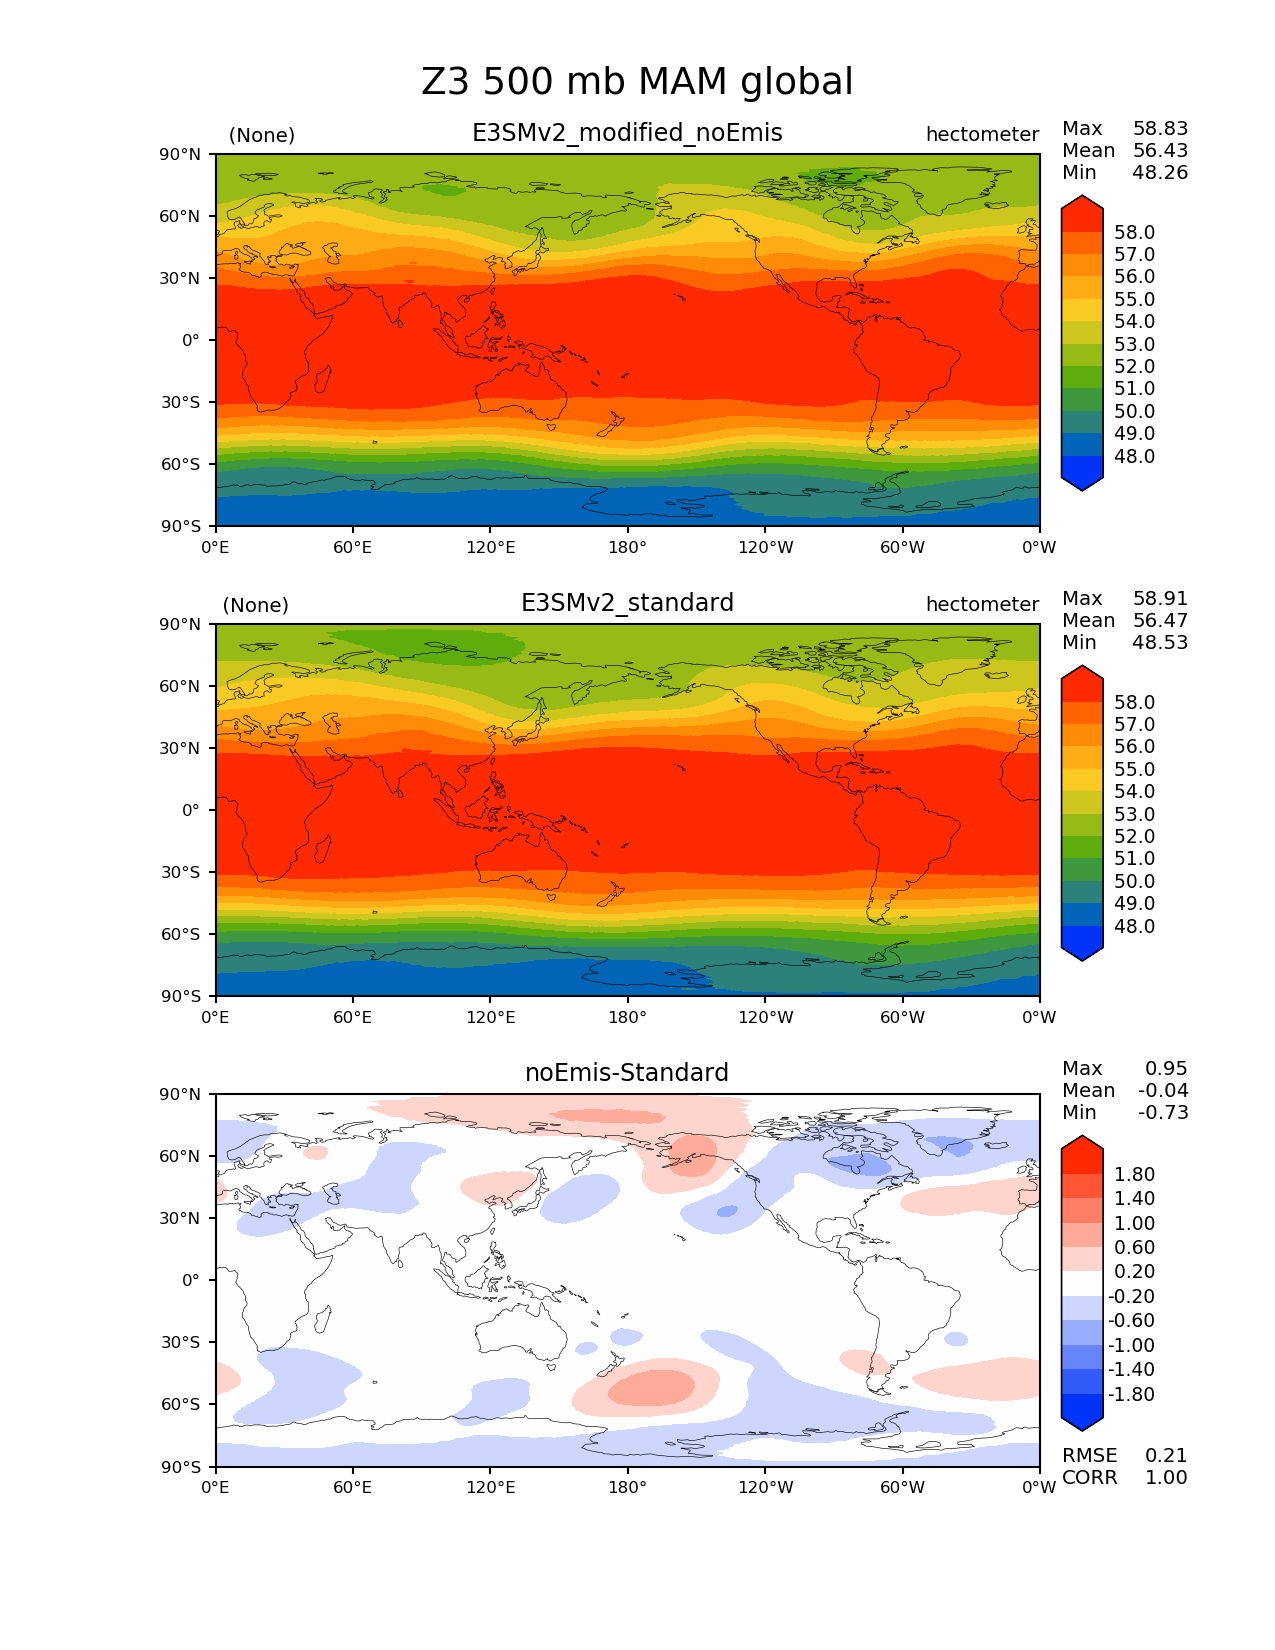 Z3 500 mb MAM global
(None) E3SMv2_modified_noEmis hectometer
Max 58.83
Mean 56.43
Min 48.26
90°N
60°N
30°N
0°
30°S
60°S
90°S
0°E 60°E 120°E 180° 120°W 60°W 0°W
58.0
57.0
56.0
55.0
54.0
53.0
52.0
51.0
50.0
49.0
48.0
(None) E3SMv2_standard hectometer
Max 58.91
Mean 56.47
Min 48.53
90°N
60°N
30°N
0°
30°S
60°S
90°S
0°E 60°E 120°E 180° 120°W 60°W 0°W
58.0
57.0
56.0
55.0
54.0
53.0
52.0
51.0
50.0
49.0
48.0
noEmis-Standard
Max 0.95
Mean -0.04
Min -0.73
90°N
60°N
30°N
0°
30°S
60°S
90°S
0°E 60°E 120°E 180° 120°W 60°W 0°W
1.80
1.40
1.00
0.60
0.20
-0.20
-0.60
-1.00
-1.40
-1.80
RMSE 0.21
CORR 1.00